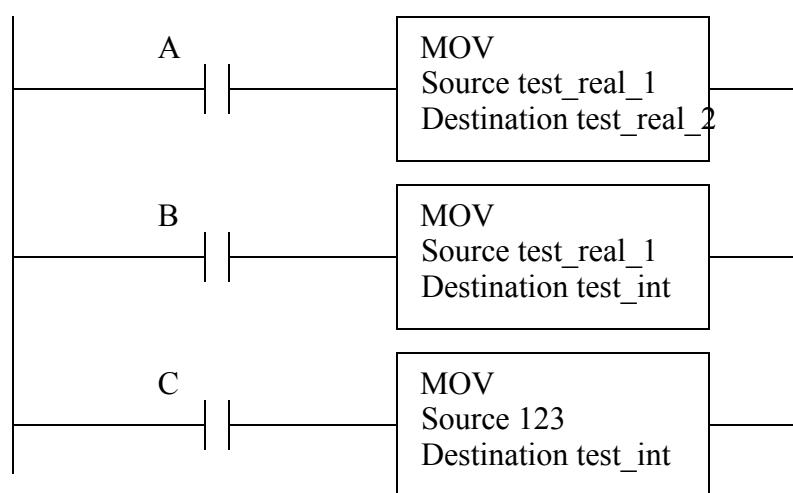 A
MOV
Source test_real_1
Destination test_real_2
B
MOV
Source test_real_1
Destination test_int
C
MOV
Source 123
Destination test_int